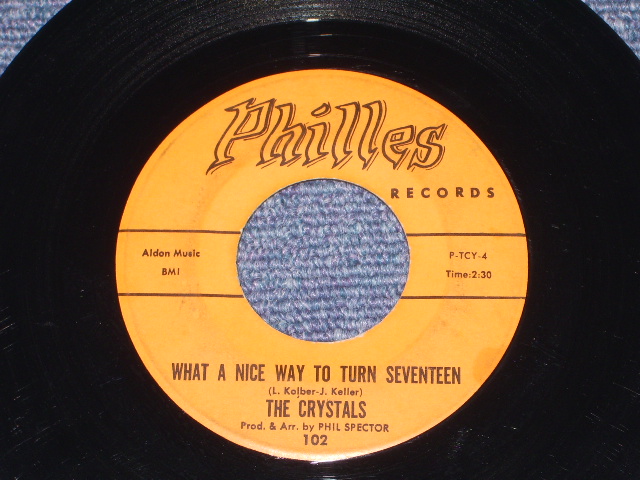 Philles
RECORDS
Aldon Music
BMI
P-TCY-4
Time:2:30
WHAT A NICE WAY TO TURN SEVENTEEN
(L. Kolber-J. Keller)
THE CRYSTALS
Prod. & Arr. by PHIL SPECTOR
102